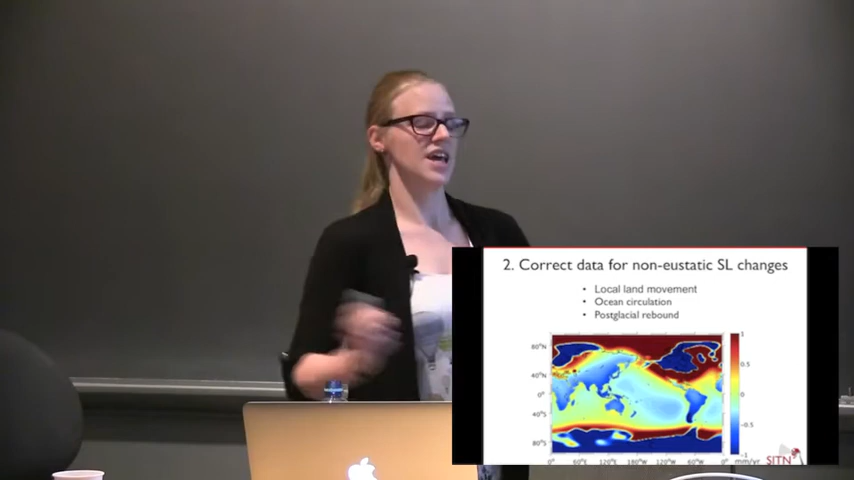 2. Correct data for non-eustatic SL changes
• Local land movement
• Ocean circulation
• Postglacial rebound
80°N
40°N
0°
40°S
80°S
0° 60°E 120°E 180°W 120°W 60°W 0°
1
0.5
0
-0.5
-1
mm/yr
SITN